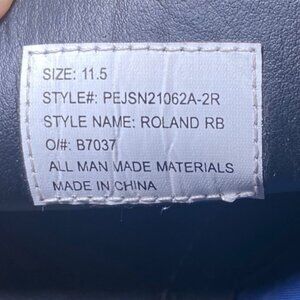 SIZE: 11.5
STYLE#: PEJSN21062A-2R
STYLE NAME: ROLAND RB
O/#: B7037
ALL MAN MADE MATERIALS
MADE IN CHINA